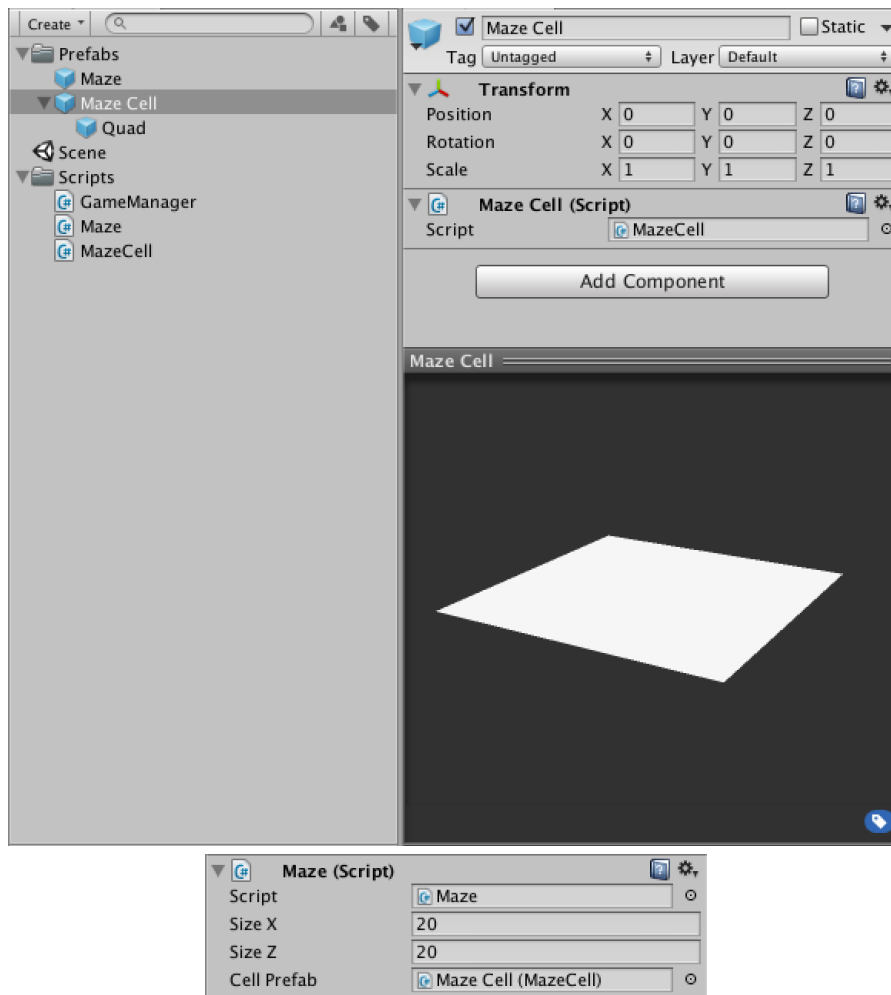 Create
Prefabs
Maze
Maze Cell
Quad
Scene
Scripts
GameManager
Maze
MazeCell
Maze Cell Static
Tag Untagged Layer Default
Transform
Position X 0 Y 0 Z 0
Rotation X 0 Y 0 Z 0
Scale X 1 Y 1 Z 1
Maze Cell (Script)
Script MazeCell
Add Component
Maze Cell
Maze (Script)
Script Maze
Size X 20
Size Z 20
Cell Prefab Maze Cell (MazeCell)